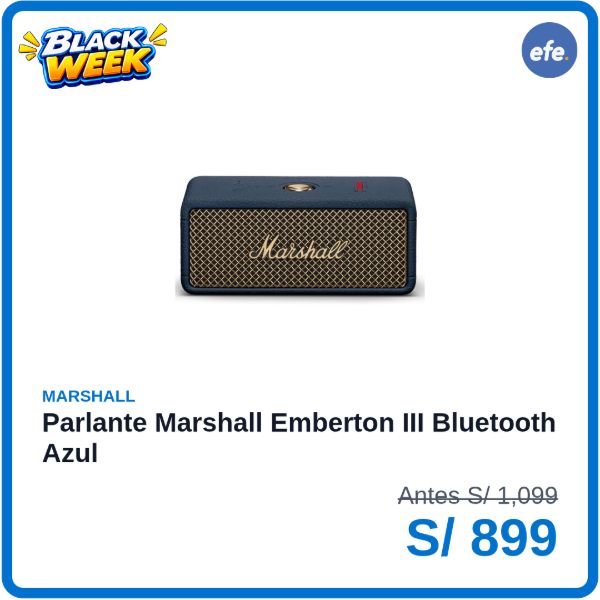 BLACK
WEEK
efe.
Marshall
MARSHALL
Parlante Marshall Emberton III Bluetooth
Azul
Antes S/ 1,099
S/ 899